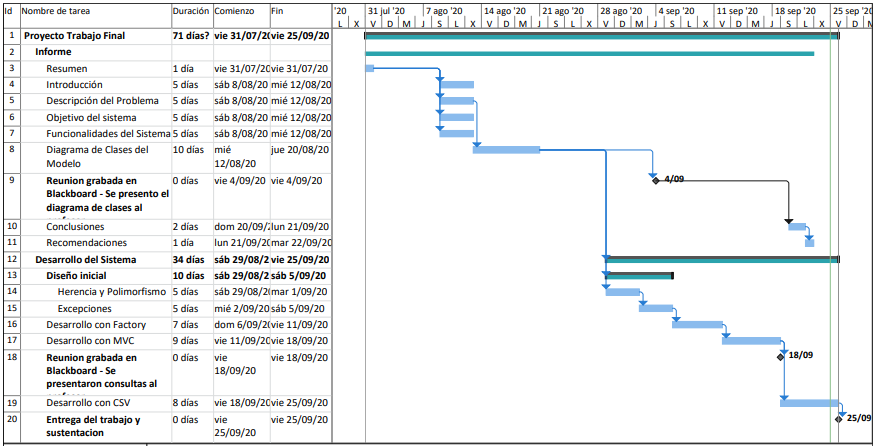 Id Nombre de tarea Duración Comienzo Fin '20 31 jul '20 7 ago '20 14 ago '20 21 ago '20 28 ago '20 4 sep '20 11 sep '20 18 sep '20 25 sep '20
L X V D M J S L X V D M J S L X V D M J S L X V D M
1 Proyecto Trabajo Final 71 días? vie 31/07/20 vie 25/09/20
2 Informe
3 Resumen 1 día vie 31/07/20 vie 31/07/20
4 Introducción 5 días sáb 8/08/20 mié 12/08/20
5 Descripción del Problema 5 días sáb 8/08/20 mié 12/08/20
6 Objetivo del sistema 5 días sáb 8/08/20 mié 12/08/20
7 Funcionalidades del Sistema 5 días sáb 8/08/20 mié 12/08/20
8 Diagrama de Clases del 10 días mié jue 20/08/20
Modelo 12/08/20
9 Reunion grabada en 0 días vie 4/09/20 vie 4/09/20 4/09
Blackboard - Se presento el
diagrama de clases al
10 Conclusiones 2 días dom 20/09/ lun 21/09/20
11 Recomendaciones 1 día lun 21/09/2 mar 22/09/20
12 Desarrollo del Sistema 34 días sáb 29/08/2 vie 25/09/20
13 Diseño inicial 10 días sáb 29/08/2 sáb 5/09/20
14 Herencia y Polimorfismo 5 días sáb 29/08/2 mar 1/09/20
15 Excepciones 5 días mié 2/09/20 sáb 5/09/20
16 Desarrollo con Factory 7 días dom 6/09/2 vie 11/09/20
17 Desarrollo con MVC 9 días vie 11/09/20 vie 18/09/20
18 Reunion grabada en 0 días vie vie 18/09/20 18/09
Blackboard - Se 18/09/20
presentaron consultas al
19 Desarrollo con CSV 8 días vie 18/09/20 vie 25/09/20
20 Entrega del trabajo y 0 días vie vie 25/09/20 25/09
sustentacion 25/09/20